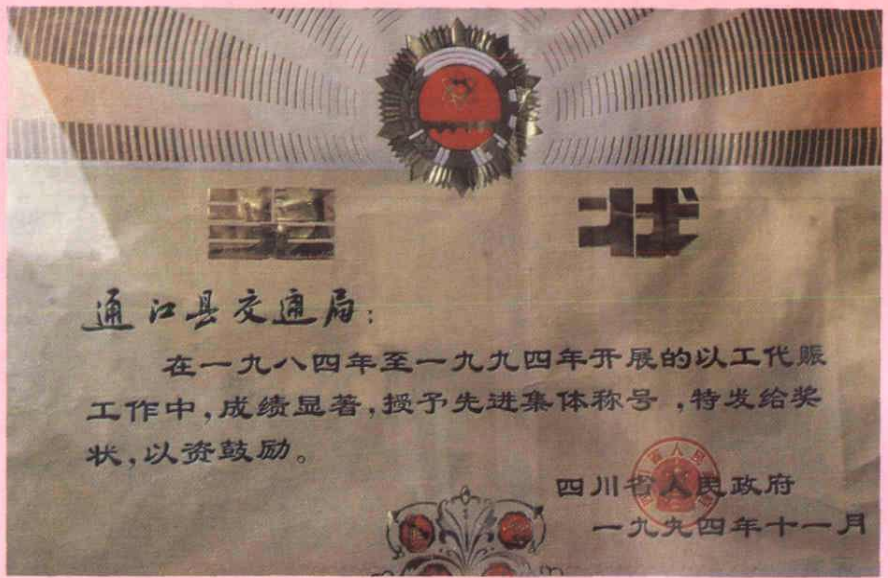 奖 状
通江县交通局：
在一九八四年至一九九四年开展的以工代赈
工作中，成绩显著，授予先进集体称号，特发给奖
状，以资鼓励。
四川省人民政府
一九九四年十一月